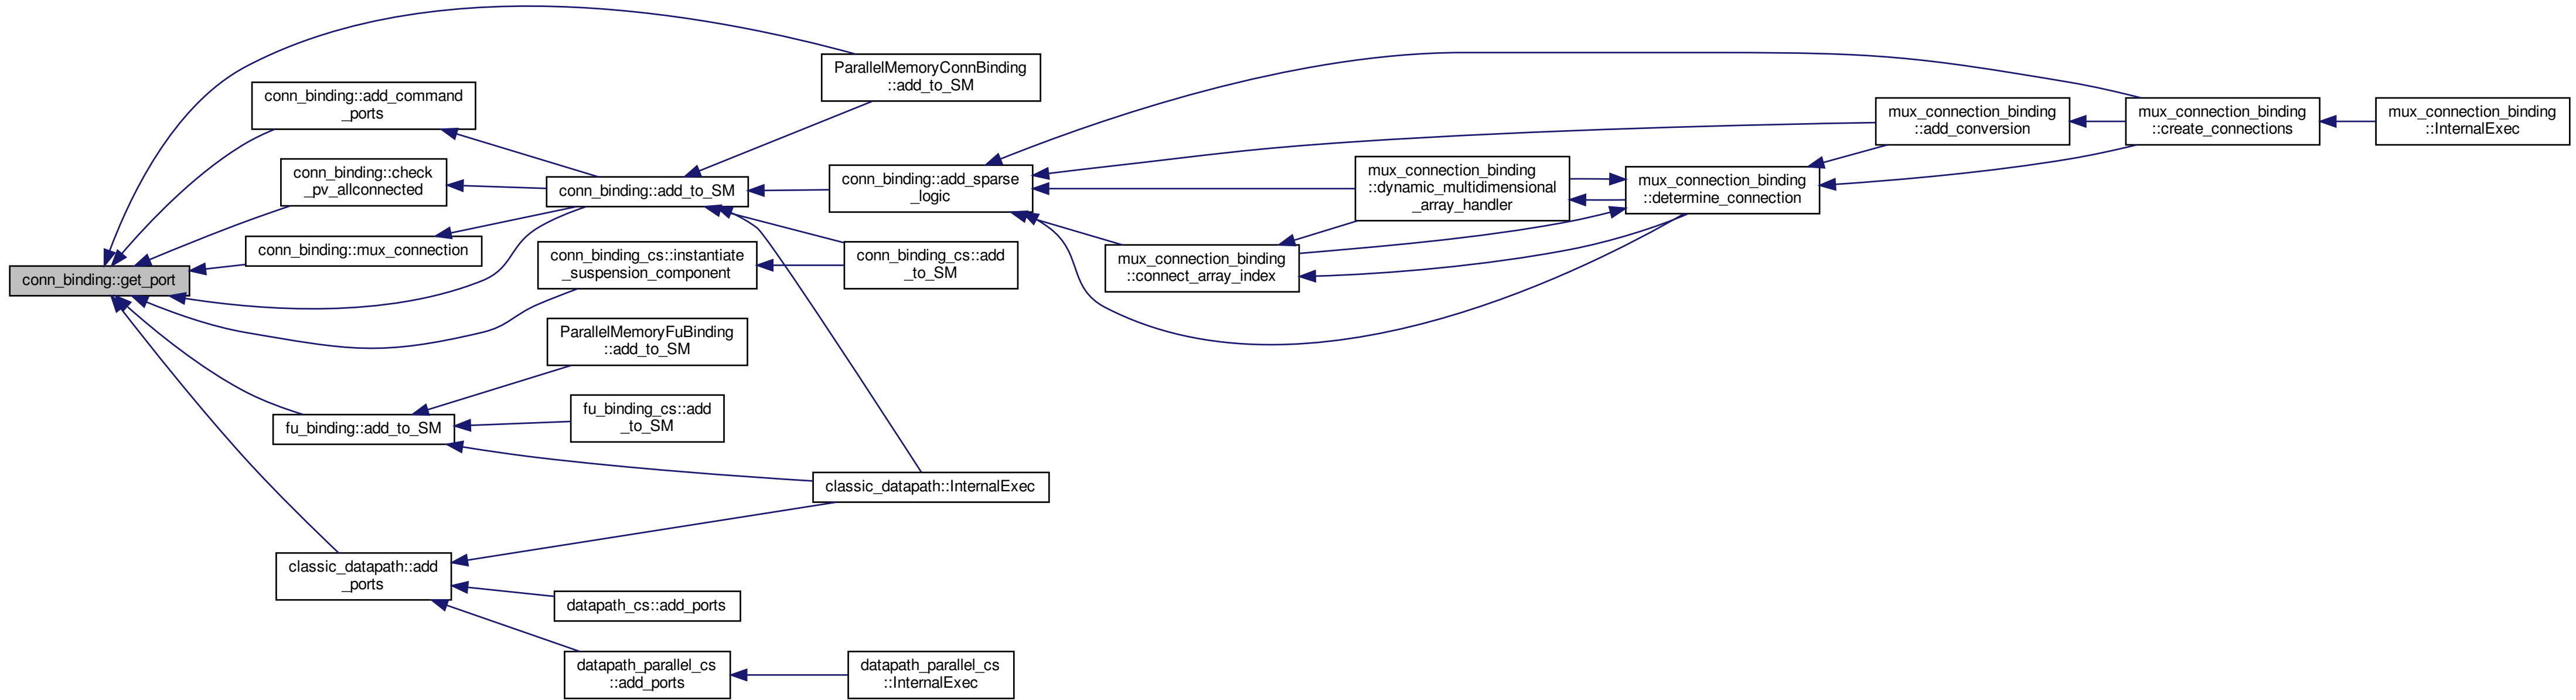 conn_binding::get_port
ParallelMemoryConnBinding
::add_to_SM
conn_binding::add_command
_ports
conn_binding::add_to_SM
conn_binding::add_sparse
_logic
mux_connection_binding
::create_connections
mux_connection_binding
::InternalExec
mux_connection_binding
::add_conversion
mux_connection_binding
::determine_connection
mux_connection_binding
::dynamic_multidimensional
_array_handler
mux_connection_binding
::connect_array_index
conn_binding_cs::add
_to_SM
classic_datapath::InternalExec
conn_binding::check
_pv_allconnected
conn_binding::mux_connection
conn_binding_cs::instantiate
_suspension_component
fu_binding::add_to_SM
ParallelMemoryFuBinding
::add_to_SM
fu_binding_cs::add
_to_SM
classic_datapath::add
_ports
datapath_cs::add_ports
datapath_parallel_cs
::add_ports
datapath_parallel_cs
::InternalExec